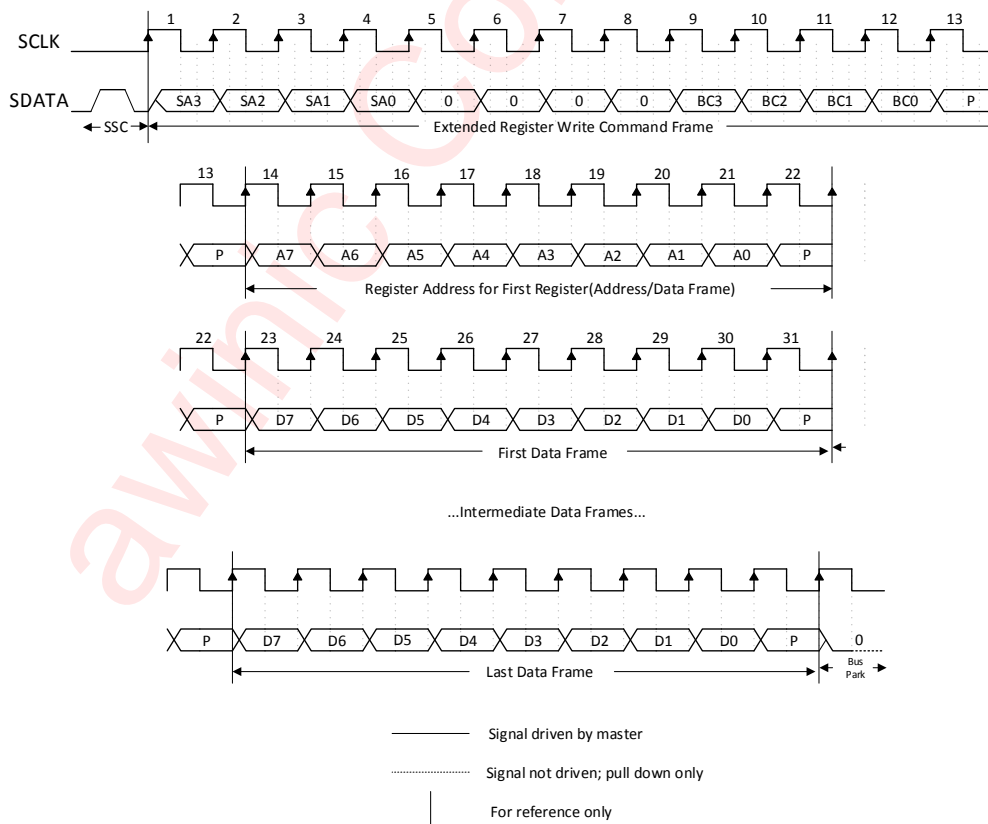 1 2 3 4 5 6 7 8 9 10 11 12 13
SCLK
SDATA SA3 SA2 SA1 SA0 0 0 0 0 BC3 BC2 BC1 BC0 P
SSC Extended Register Write Command Frame
13 14 15 16 17 18 19 20 21 22
P A7 A6 A5 A4 A3 A2 A1 A0 P
Register Address for First Register(Address/Data Frame)
22 23 24 25 26 27 28 29 30 31
P D7 D6 D5 D4 D3 D2 D1 D0 P
First Data Frame
...Intermediate Data Frames...
P D7 D6 D5 D4 D3 D2 D1 D0 P 0
Last Data Frame
Bus
Park
Signal driven by master
Signal not driven; pull down only
For reference only
awinic Co